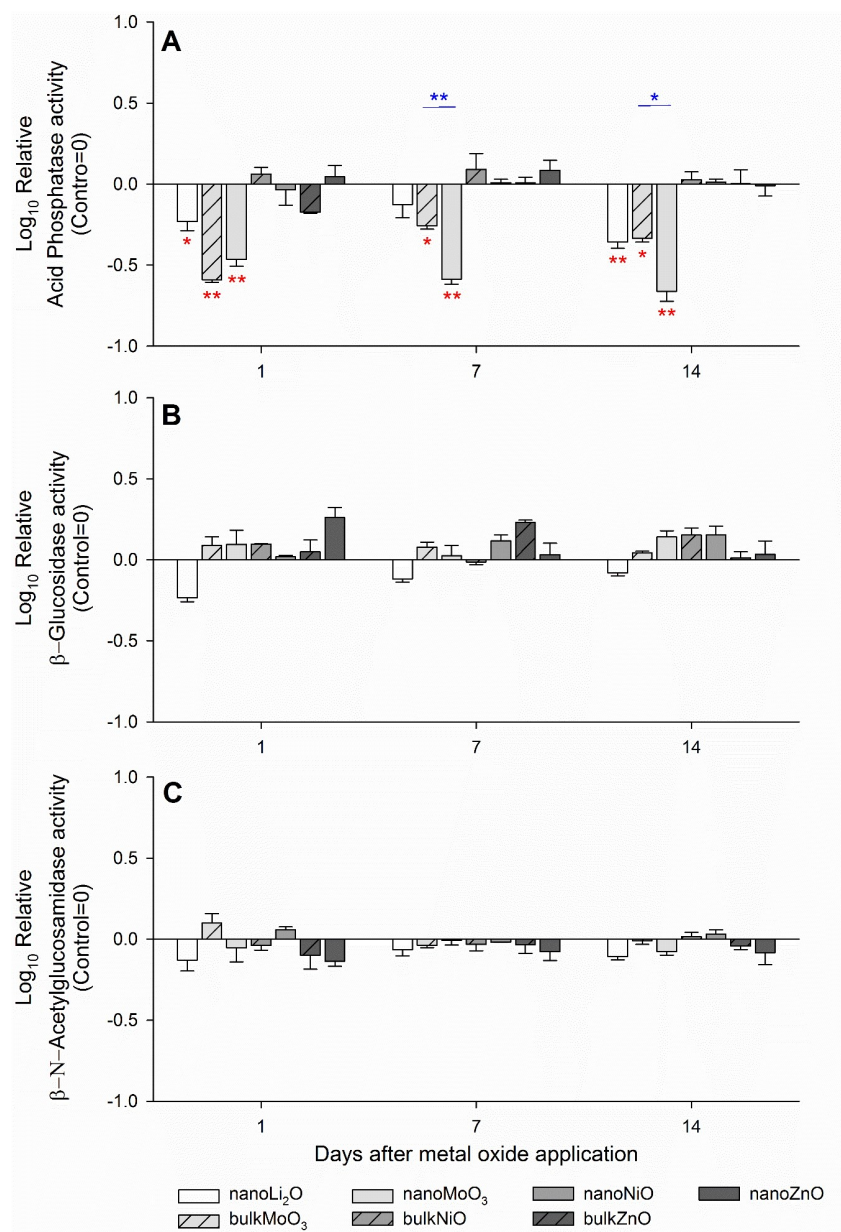 A
1.0
0.5
0.0
-0.5
-1.0
Log₁₀ Relative
Acid Phosphatase activity
(Contro=0)
** *
* ** ** * ** ** * **
1 7 14
B
1.0
0.5
0.0
-0.5
-1.0
Log₁₀ Relative
β–Glucosidase activity
(Control=0)
1 7 14
C
1.0
0.5
0.0
-0.5
-1.0
Log₁₀ Relative
β–N–Acetylglucosamidase activity
(Control=0)
1 7 14
Days after metal oxide application
nanoLi₂O nanoMoO₃ nanoNiO nanoZnO
bulkMoO₃ bulkNiO bulkZnO